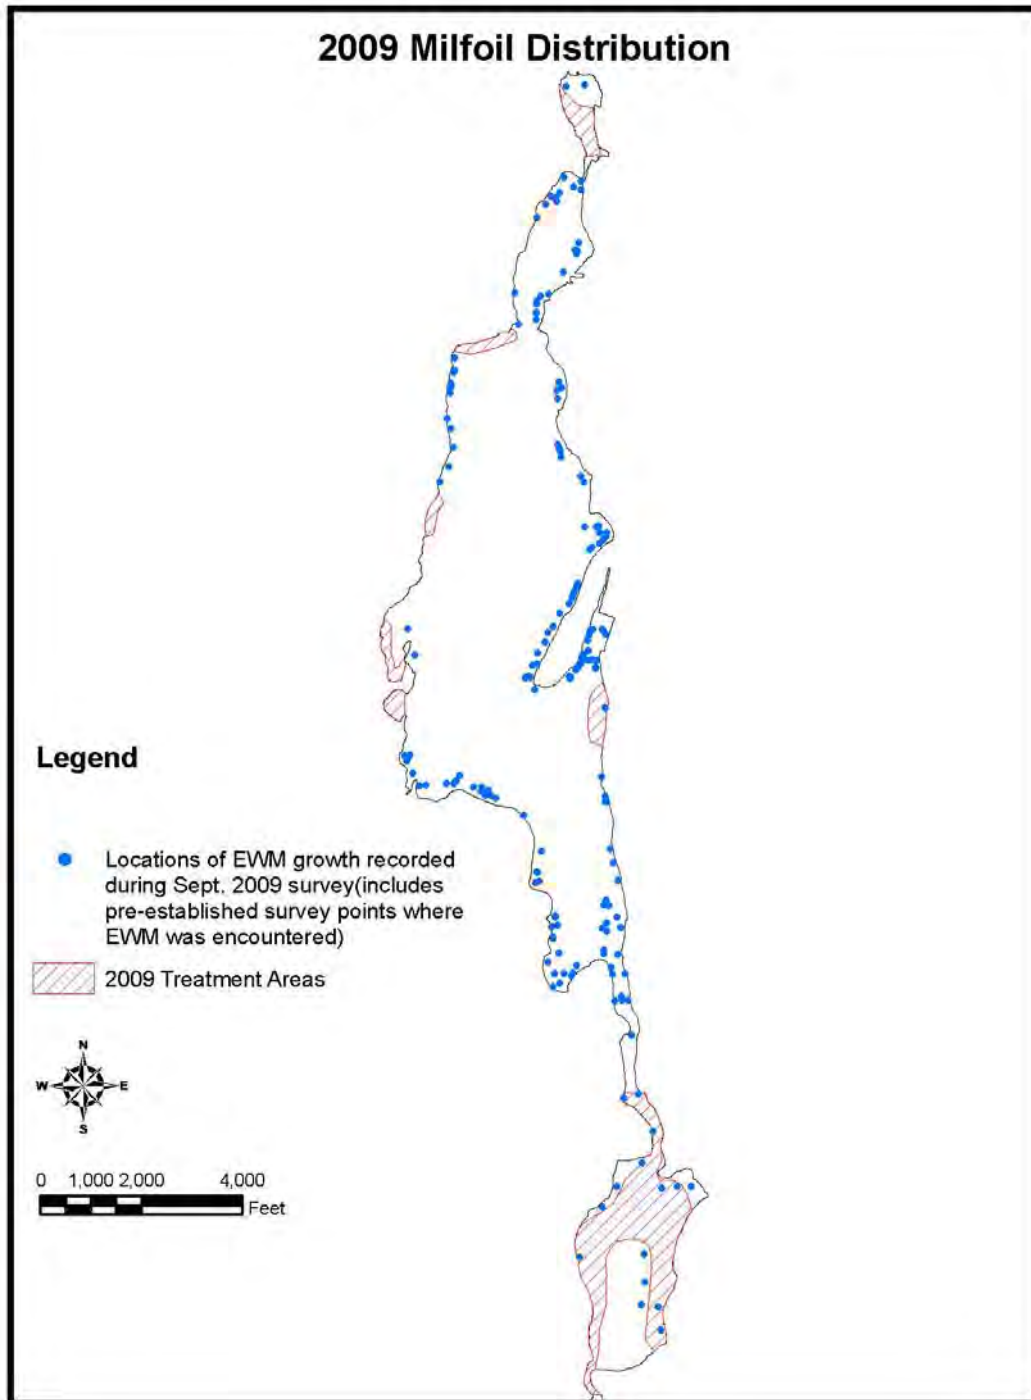 2009 Milfoil Distribution
Legend
Locations of EWM growth recorded
during Sept. 2009 survey(includes
pre-established survey points where
EWM was encountered)
2009 Treatment Areas
N
W E
S
0 1,000 2,000 4,000
Feet